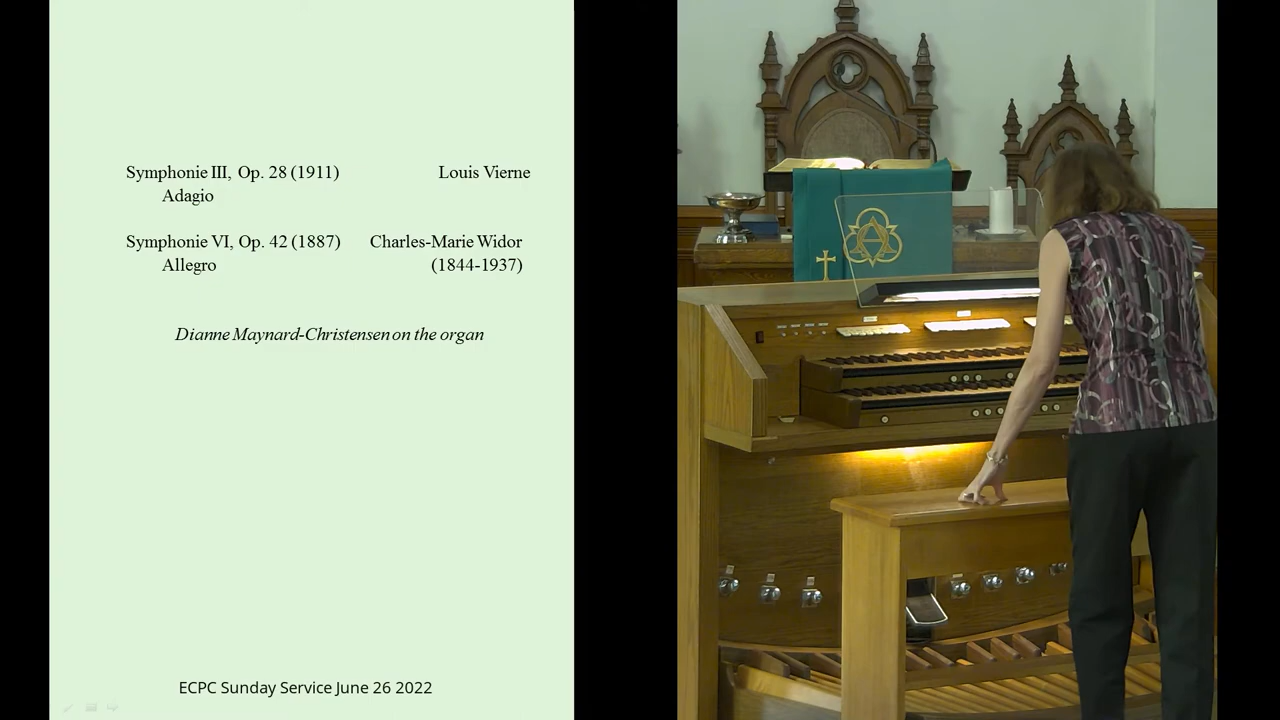 Symphonie III, Op. 28 (1911) Louis Vierne
Adagio
Symphonie VI, Op. 42 (1887) Charles-Marie Widor
Allegro (1844-1937)
Dianne Maynard-Christensen on the organ
ECPC Sunday Service June 26 2022